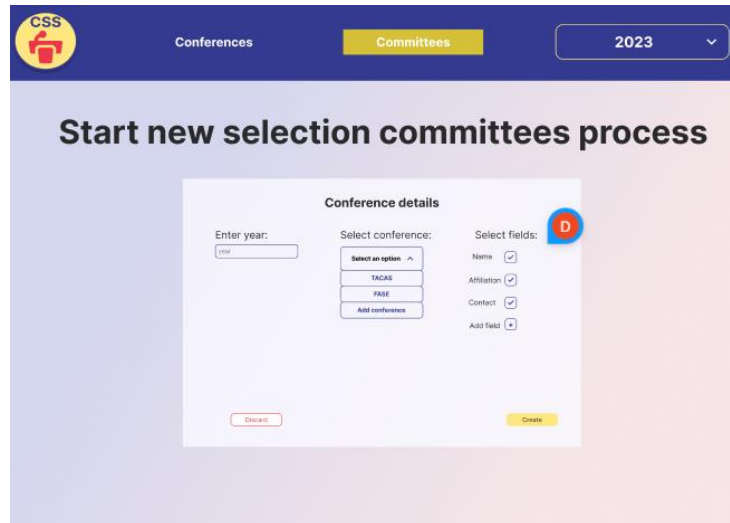 CSS
Conferences
Committees
2023
Start new selection committees process
Conference details
Enter year:
year
Select conference:
Select an option
TACAS
FASE
Add conference
Select fields:
Name
Affiliation
Contact
Add field
D
Discard
Create